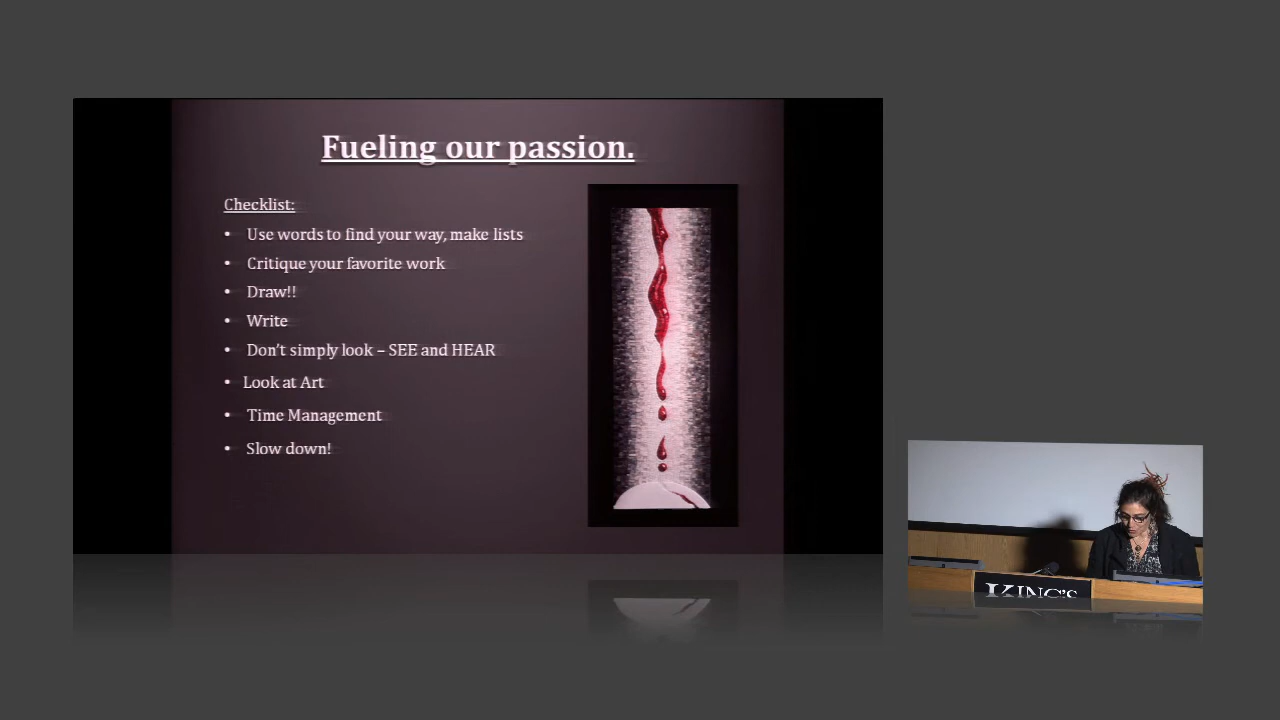 Fueling our passion.
Checklist:
• Use words to find your way, make lists
• Critique your favorite work
• Draw!!
• Write
• Don't simply look – SEE and HEAR
• Look at Art
• Time Management
• Slow down!
KING'S